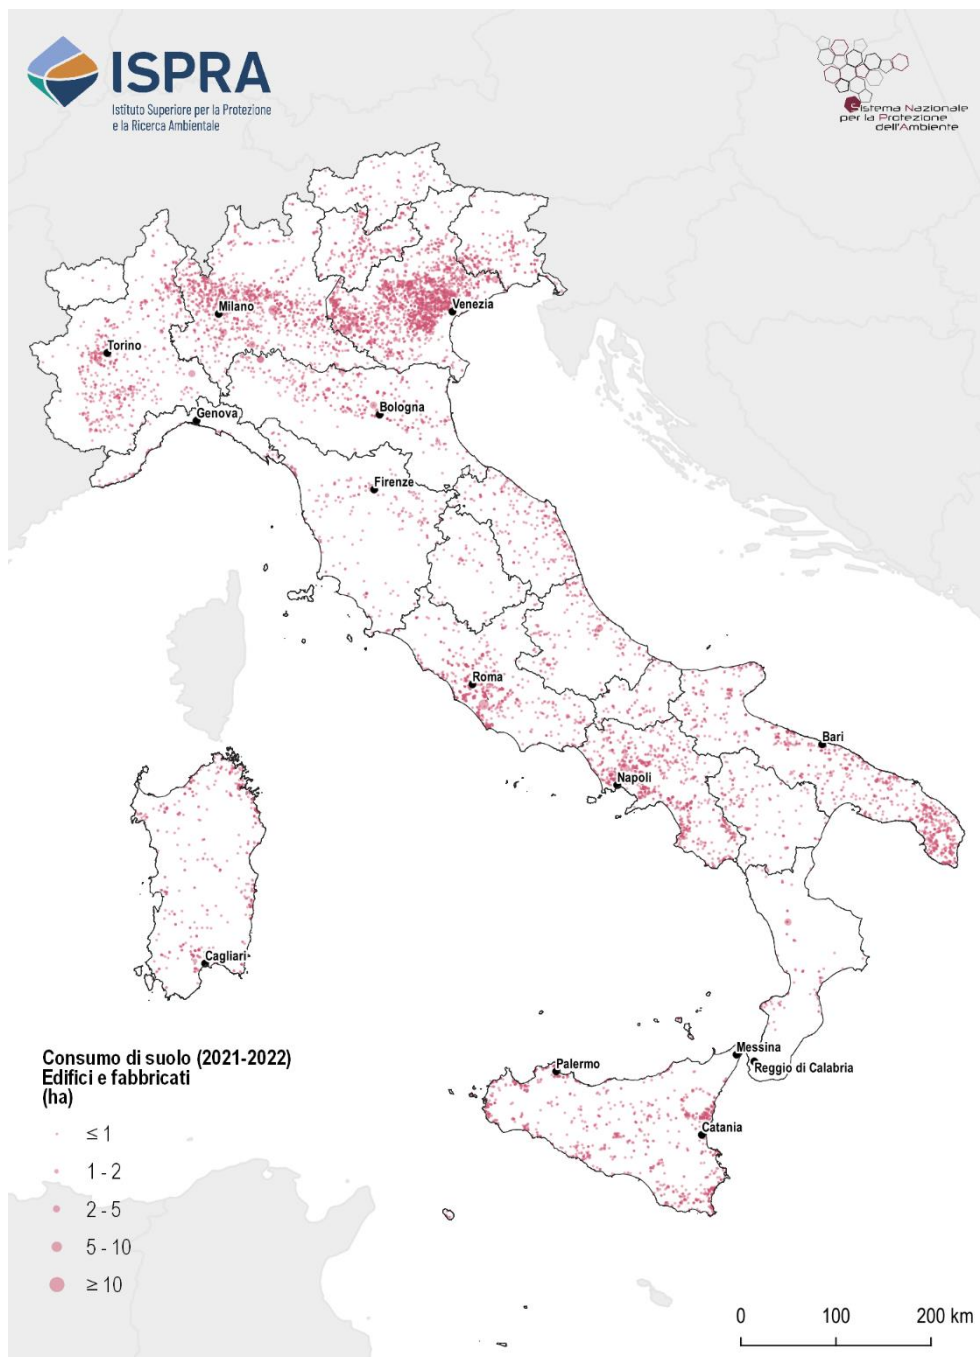 ISPRA
Istituto Superiore per la Protezione
e la Ricerca Ambientale
Sistema Nazionale
per la Protezione
dell'Ambiente
Milano
Venezia
Torino
Bologna
Genova
Firenze
Roma
Bari
Napoli
Cagliari
Messina
Reggio di Calabria
Palermo
Catania
Consumo di suolo (2021-2022)
Edifici e fabbricati
(ha)
≤ 1
1 - 2
2 - 5
5 - 10
≥ 10
0 100 200 km